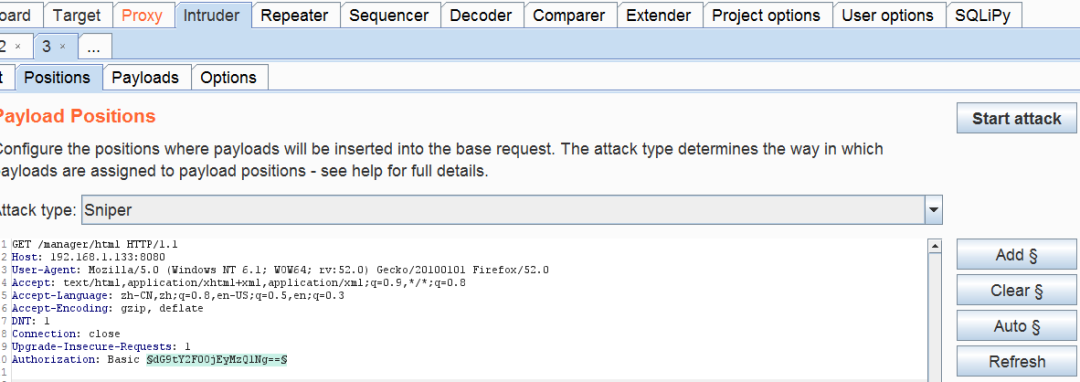 oard Target Proxy Intruder Repeater Sequencer Decoder Comparer Extender Project options User options SQLiPy
2 × 3 × ...
t Positions Payloads Options
Payload Positions
Start attack
Configure the positions where payloads will be inserted into the base request. The attack type determines the way in which
payloads are assigned to payload positions - see help for full details.
Attack type: Sniper
1 GET /manager/html HTTP/1.1
2 Host: 192.168.1.133:8080
3 User-Agent: Mozilla/5.0 (Windows NT 6.1; WOW64; rv:52.0) Gecko/20100101 Firefox/52.0
4 Accept: text/html,application/xhtml+xml,application/xml;q=0.9,*/*;q=0.8
5 Accept-Language: zh-CN,zh;q=0.8,en-US;q=0.5,en;q=0.3
6 Accept-Encoding: gzip, deflate
7 DNT: 1
8 Connection: close
9 Upgrade-Insecure-Requests: 1
0 Authorization: Basic §dG9tY2F0OjEyMzQ1Ng==§
1
Add §
Clear §
Auto §
Refresh